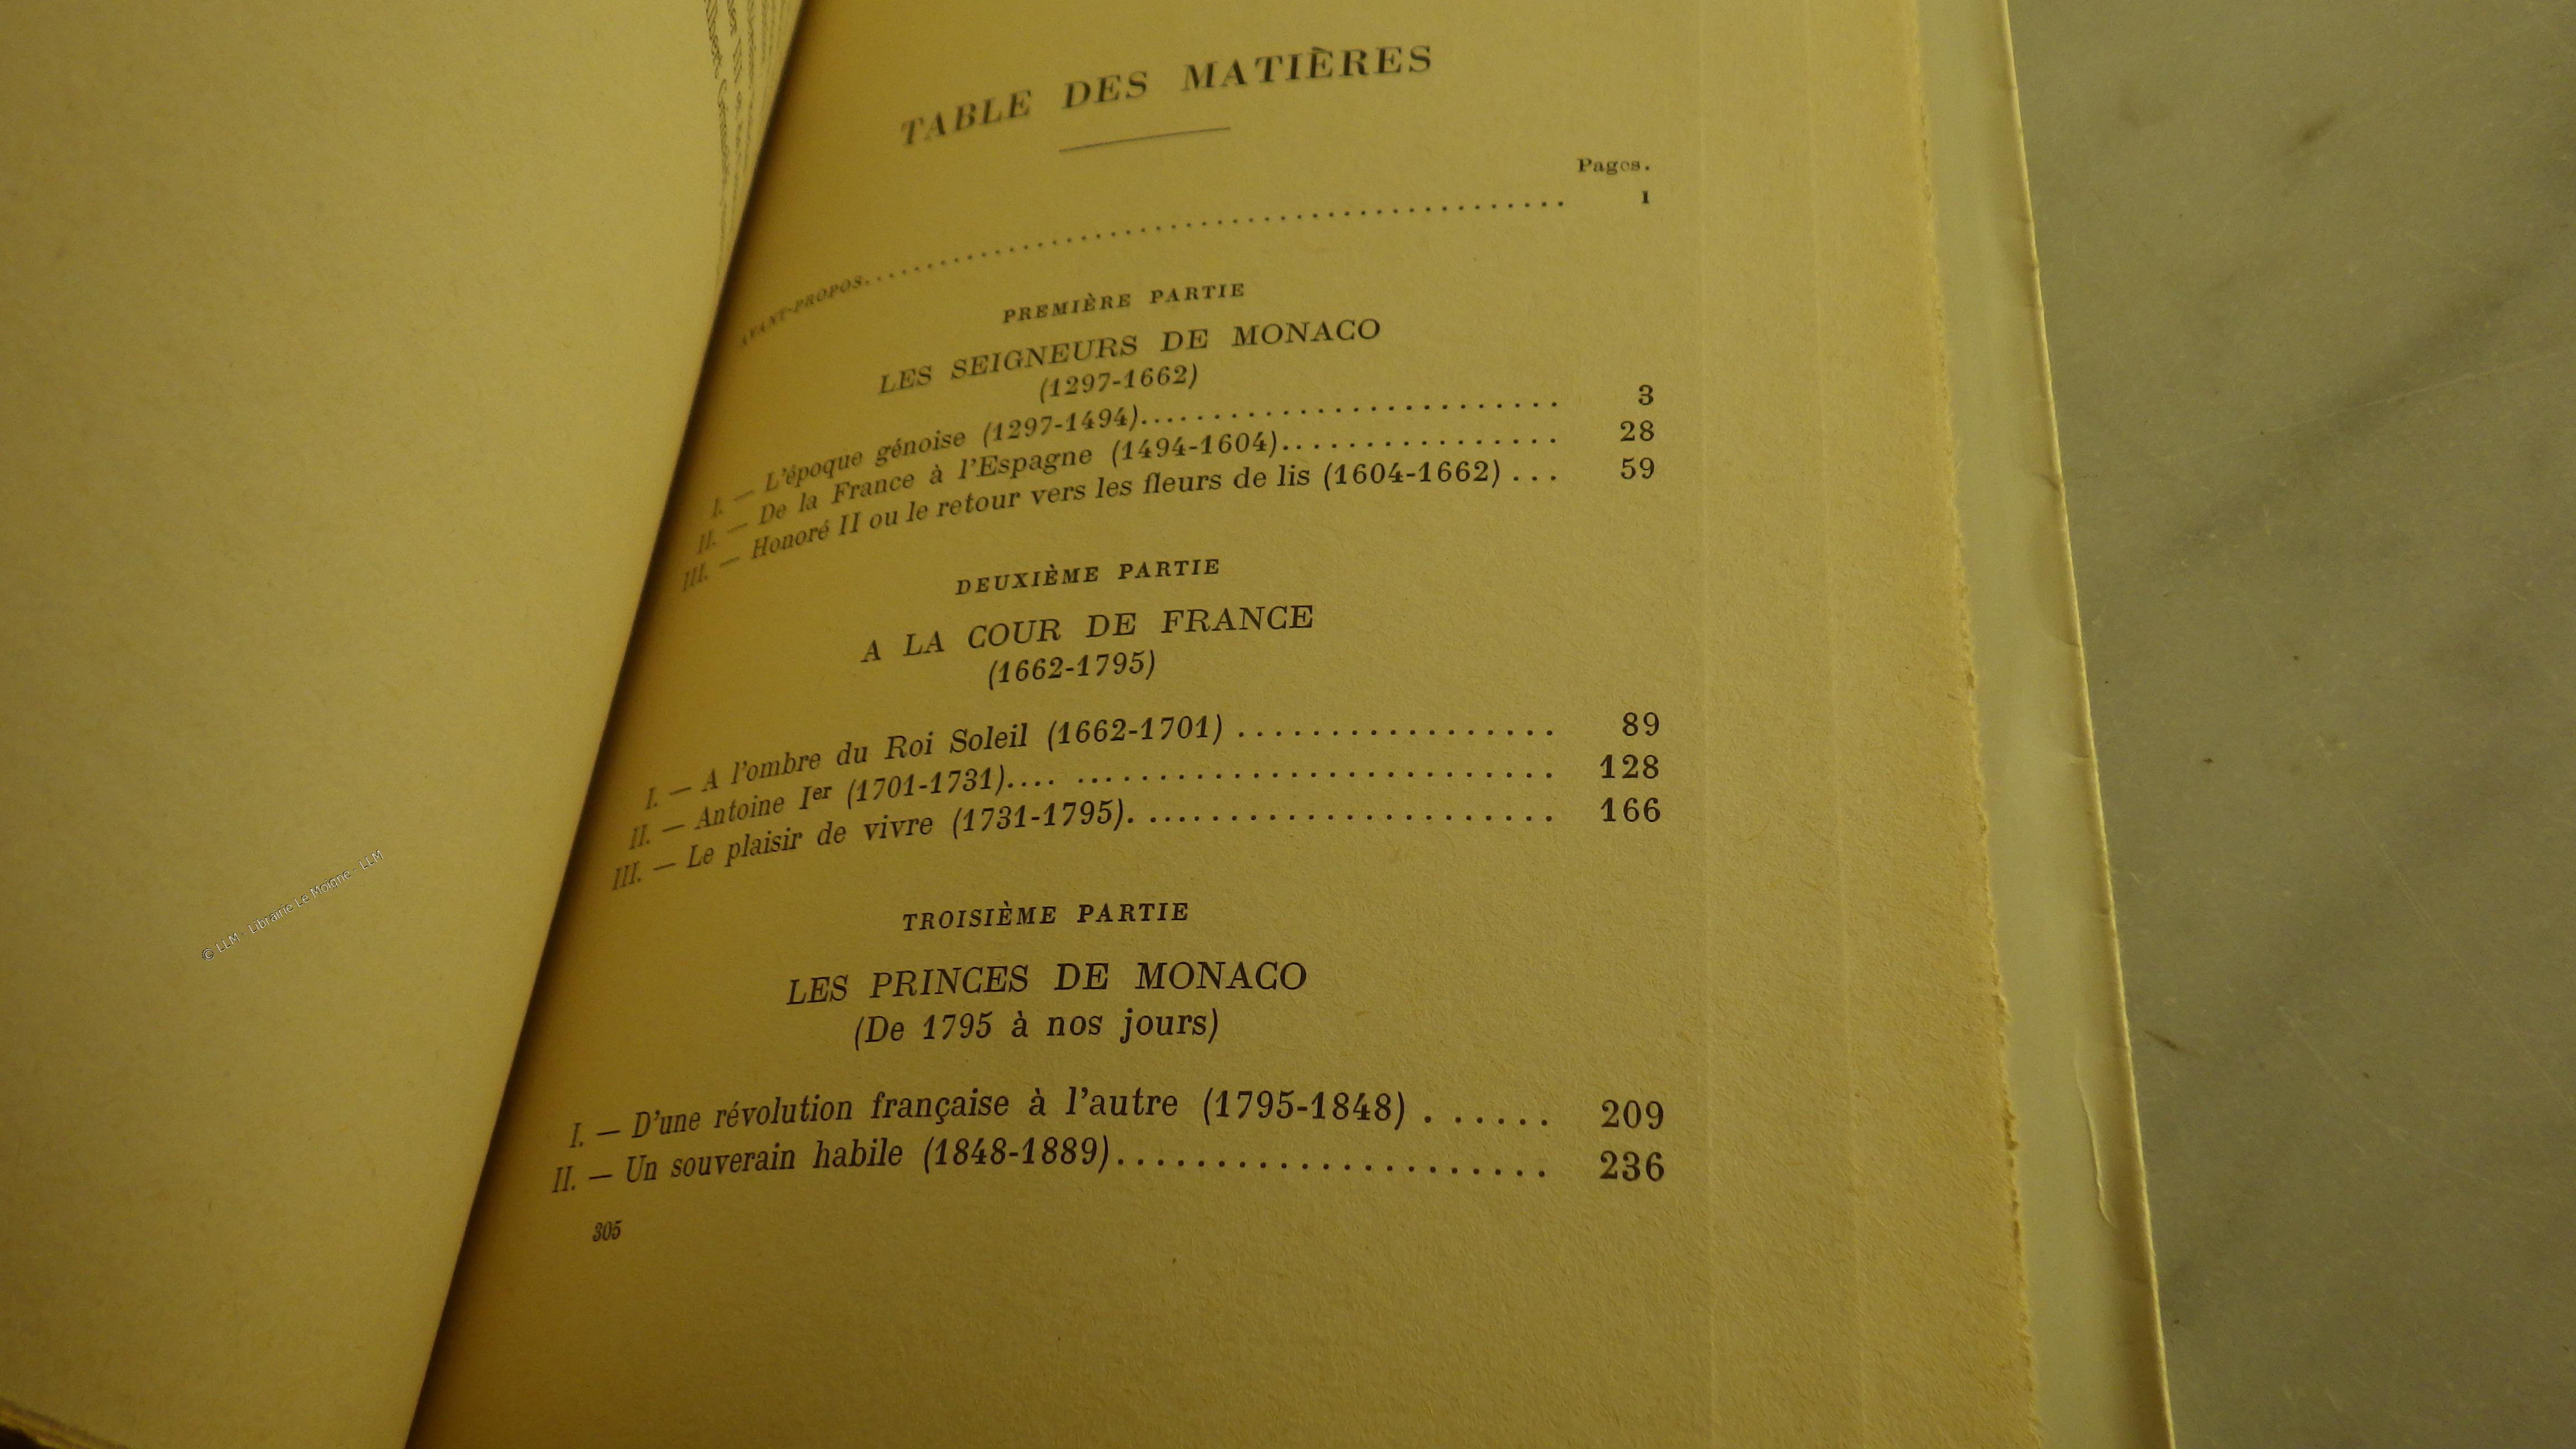 TABLE DES MATIÈRES
Pages.
AVANT-PROPOS........................................ I
PREMIÈRE PARTIE
LES SEIGNEURS DE MONACO
(1297-1662)
I. — L'époque génoise (1297-1494)........................... 3
II. — De la France à l'Espagne (1494-1604)................ 28
III. — Honoré II ou le retour vers les fleurs de lis (1604-1662) ... 59
DEUXIÈME PARTIE
A LA COUR DE FRANCE
(1662-1795)
I. — A l'ombre du Roi Soleil (1662-1701) ................. 89
II. — Antoine Ier (1701-1731).... ........................ 128
III. — Le plaisir de vivre (1731-1795). ...................... 166
TROISIÈME PARTIE
LES PRINCES DE MONACO
(De 1795 à nos jours)
I. — D'une révolution française à l'autre (1795-1848) ...... 209
II. — Un souverain habile (1848-1889)..................... 236
305
© LLM - Librairie Le Moigne - LLM